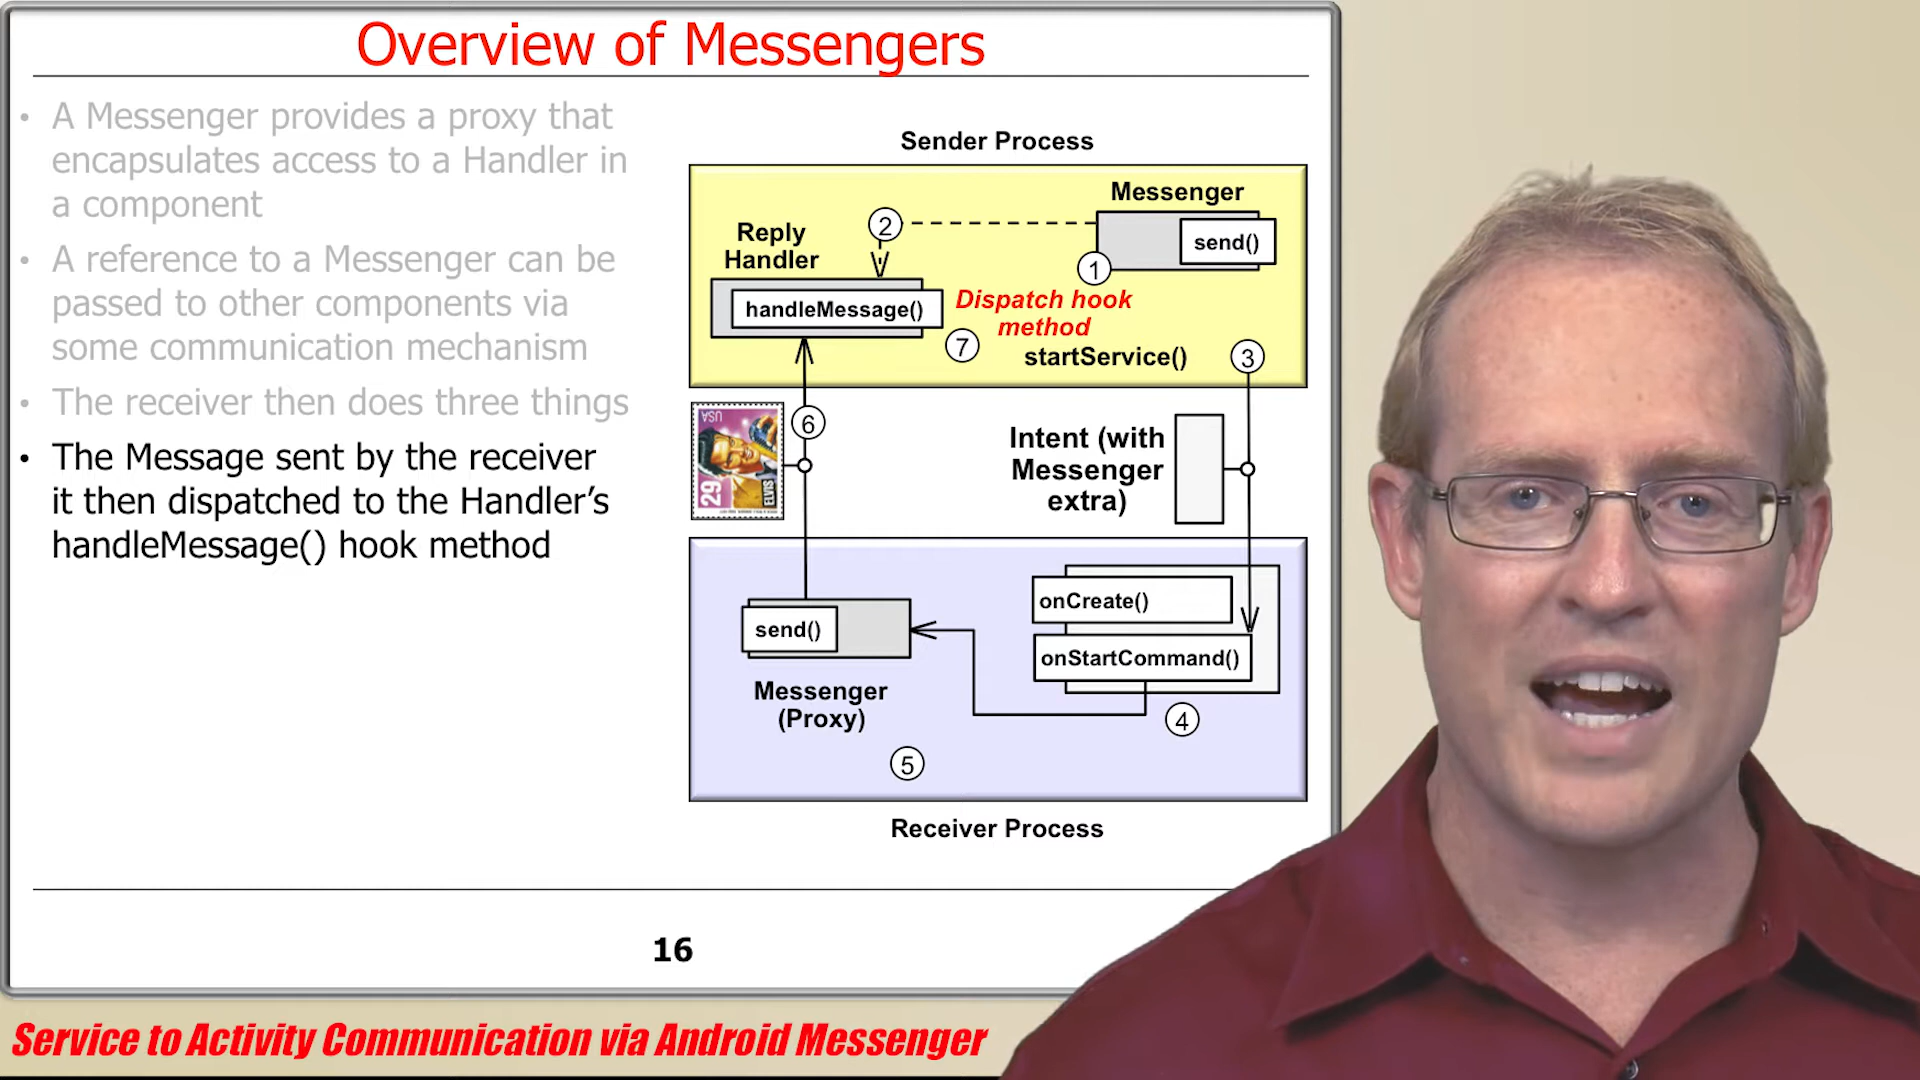 Overview of Messengers
• A Messenger provides a proxy that
encapsulates access to a Handler in
a component
• A reference to a Messenger can be
passed to other components via
some communication mechanism
• The receiver then does three things
• The Message sent by the receiver
it then dispatched to the Handler’s
handleMessage() hook method
Sender Process
Messenger
send()
1
2
Reply
Handler
handleMessage()
Dispatch hook
method
7
startService()
3
6
USA
29
ELVIS
Intent (with
Messenger
extra)
onCreate()
onStartCommand()
4
send()
Messenger
(Proxy)
5
Receiver Process
16
Service to Activity Communication via Android Messenger